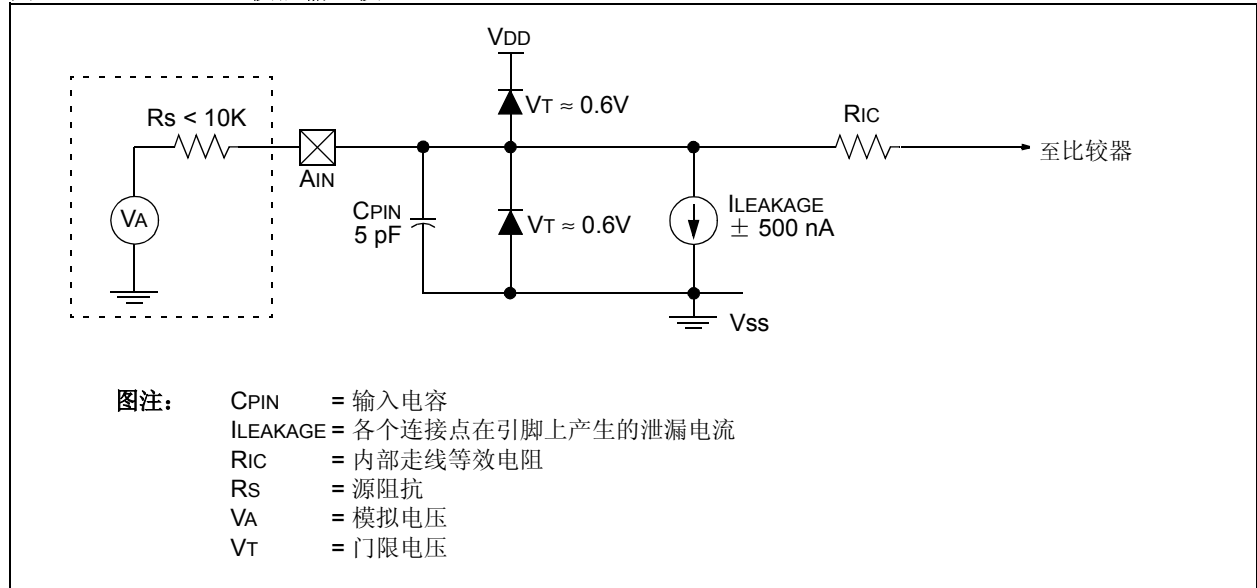 VDD
VT ≈ 0.6V
Rs < 10K
RIC
至比较器
AIN
VA
CPIN
5 pF
VT ≈ 0.6V
ILEAKAGE
± 500 nA
Vss
图注： CPIN = 输入电容
ILEAKAGE = 各个连接点在引脚上产生的泄漏电流
RIC = 内部走线等效电阻
RS = 源阻抗
VA = 模拟电压
VT = 门限电压